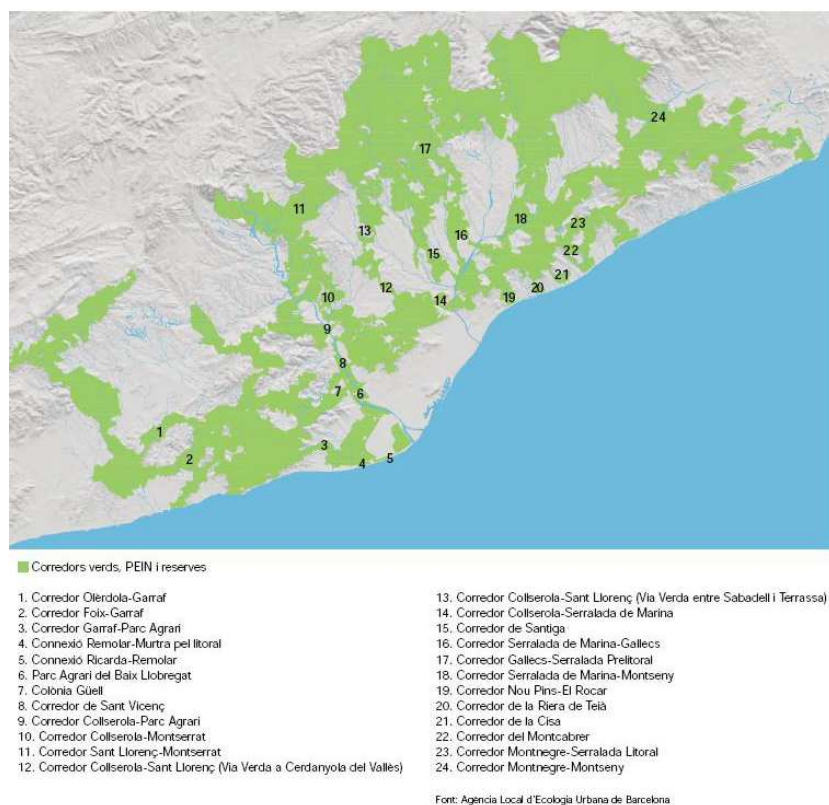 24
17
11
13
18
23
16
15
22
21
12
20
10
14
19
9
8
7
6
1
3
2
4
5
Corredors verds, PEIN i reserves
1. Corredor Olèrdola-Garraf
2. Corredor Foix-Garraf
3. Corredor Garraf-Parc Agrari
4. Connexió Remolar-Murtra pel litoral
5. Connexió Ricarda-Remolar
6. Parc Agrari del Baix Llobregat
7. Colònia Güell
8. Corredor de Sant Vicenç
9. Corredor Collserola-Parc Agrari
10. Corredor Collserola-Montserrat
11. Corredor Sant Llorenç-Montserrat
12. Corredor Collserola-Sant Llorenç (Via Verda a Cerdanyola del Vallès)
13. Corredor Collserola-Sant Llorenç (Via Verda entre Sabadell i Terrassa)
14. Corredor Collserola-Serralada de Marina
15. Corredor de Santiga
16. Corredor Serralada de Marina-Gallecs
17. Corredor Gallecs-Serralada Prelitoral
18. Corredor Serralada de Marina-Montseny
19. Corredor Nou Pins-El Rocar
20. Corredor de la Riera de Teià
21. Corredor de la Cisa
22. Corredor del Montcabrer
23. Corredor Montnegre-Serralada Litoral
24. Corredor Montnegre-Montseny
Font: Agència Local d'Ecologia Urbana de Barcelona